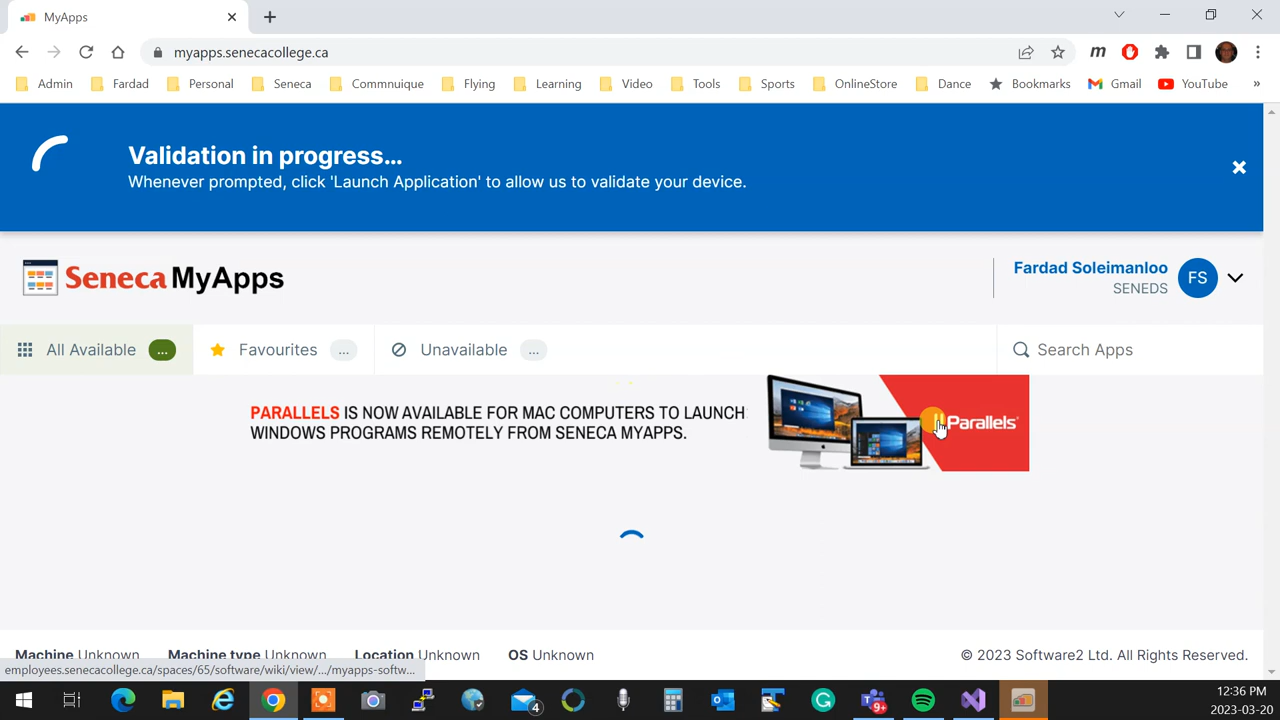 MyApps
myapps.senecacollege.ca
m
Admin Fardad Personal Seneca Commnuique Flying Learning Video Tools Sports OnlineStore Dance Bookmarks Gmail YouTube »
Validation in progress...
Whenever prompted, click 'Launch Application' to allow us to validate your device.
Seneca MyApps
Fardad Soleimanloo
SENEDS
FS
All Available ... Favourites ... Unavailable ... Search Apps
PARALLELS IS NOW AVAILABLE FOR MAC COMPUTERS TO LAUNCH
WINDOWS PROGRAMS REMOTELY FROM SENECA MYAPPS.
Parallels
Machine Unknown Machine type Unknown Location Unknown OS Unknown © 2023 Software2 Ltd. All Rights Reserved.
employees.senecacollege.ca/spaces/65/software/wiki/view/.../myapps-softw...
4
9+
12:36 PM
2023-03-20